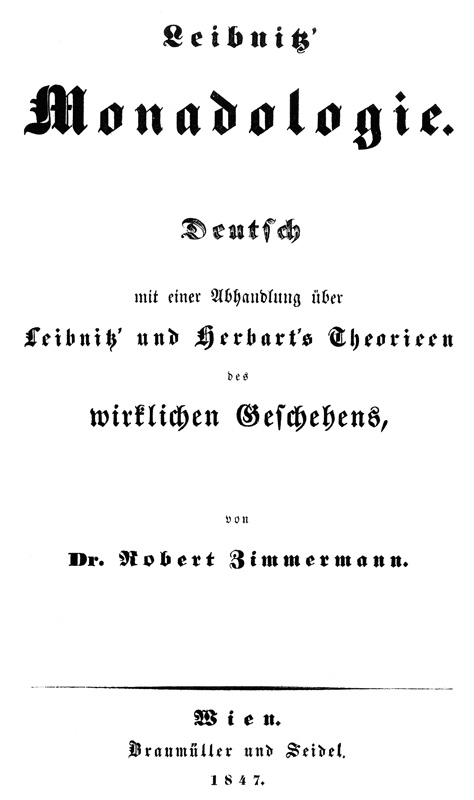 Leibnitz'
Monadologie.
Deutsch
mit einer Abhandlung über
Leibnitz' und Herbart's Theorieen
des
wirklichen Geschehens,
von
Dr. Robert Zimmermann.
Wien.
Braumüller und Seidel.
1847.